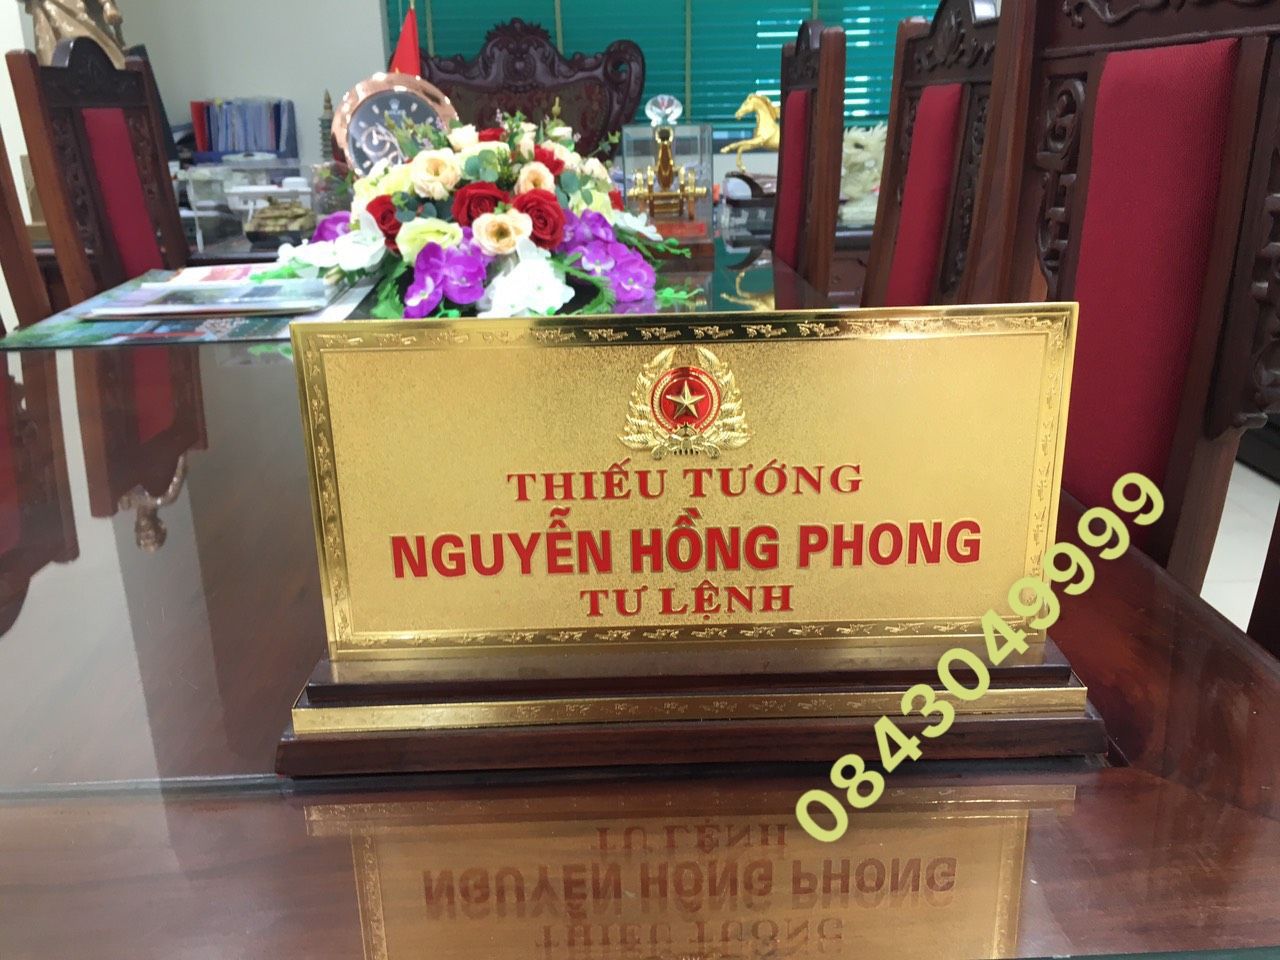 THIẾU TƯỚNG
NGUYỄN HỒNG PHONG
TƯ LỆNH
0843049999